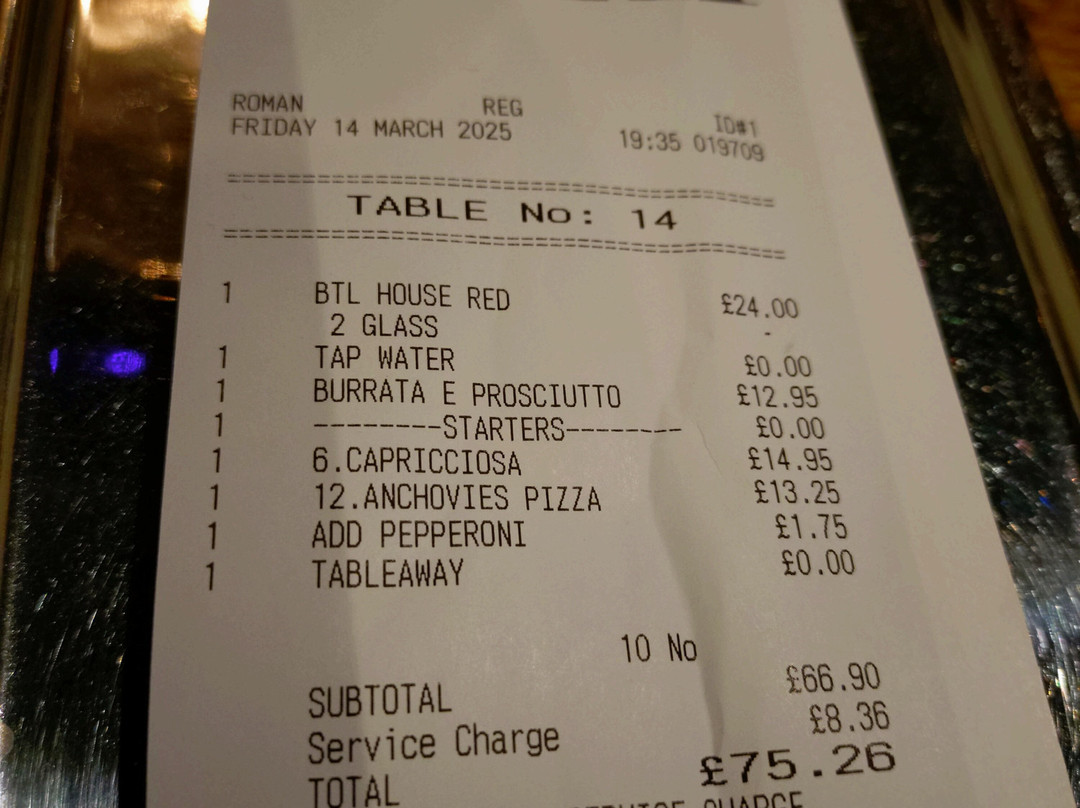 ROMAN REG ID#1
FRIDAY 14 MARCH 2025 19:35 019709
==========================================
TABLE No: 14
==========================================
1 BTL HOUSE RED £24.00
2 GLASS -
1 TAP WATER £0.00
1 BURRATA E PROSCIUTTO £12.95
1 --------STARTERS-------- £0.00
1 6.CAPRICCIOSA £14.95
1 12.ANCHOVIES PIZZA £13.25
1 ADD PEPPERONI £1.75
1 TABLEAWAY £0.00
10 No
SUBTOTAL £66.90
Service Charge £8.36
TOTAL £75.26
SERVICE CHARGE